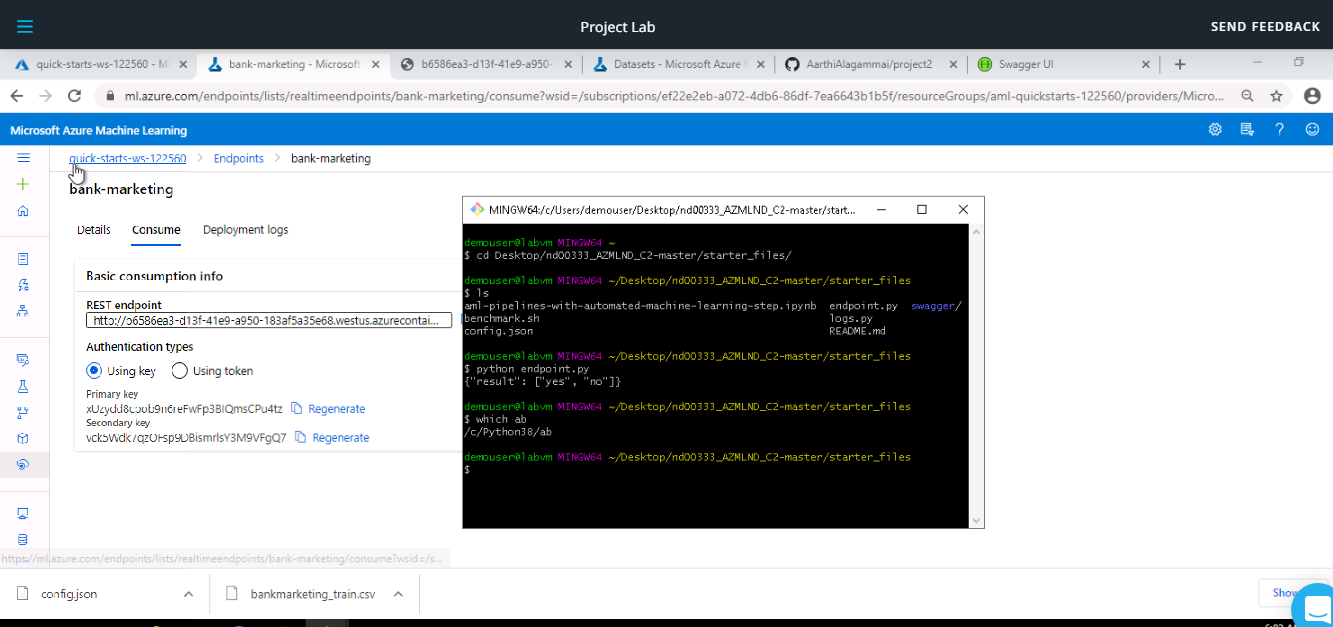 Project Lab
SEND FEEDBACK
quick-starts-ws-122560 - Mi
bank-marketing - Microsoft
b6586ea3-d13f-41e9-a950-
Datasets - Microsoft Azure M
AarthiAlagammai/project2
Swagger UI
ml.azure.com/endpoints/lists/realtimeendpoints/bank-marketing/consume?wsid=/subscriptions/ef22e2eb-a072-4db6-86df-7ea6643b1b5f/resourceGroups/aml-quickstarts-122560/providers/Micro...
Microsoft Azure Machine Learning
quick-starts-ws-122560 > Endpoints > bank-marketing
bank-marketing
Details Consume Deployment logs
Basic consumption info
REST endpoint
http://b6586ea3-d13f-41e9-a950-183af5a35e68.westus.azurecontai...
Authentication types
Using key Using token
Primary key
Regenerate
Secondary key
Regenerate
MINGW64:/c/Users/demouser/Desktop/nd00333_AZMLND_C2-master/start...
demouser@labvm MINGW64 ~
$ cd Desktop/nd00333_AZMLND_C2-master/starter_files/
demouser@labvm MINGW64 ~/Desktop/nd00333_AZMLND_C2-master/starter_files
$ ls
aml-pipelines-with-automated-machine-learning-step.ipynb endpoint.py swagger/
benchmark.sh logs.py
config.json README.md
demouser@labvm MINGW64 ~/Desktop/nd00333_AZMLND_C2-master/starter_files
$ python endpoint.py
{"result": ["yes", "no"]}
demouser@labvm MINGW64 ~/Desktop/nd00333_AZMLND_C2-master/starter_files
$ which ab
/c/Python38/ab
demouser@labvm MINGW64 ~/Desktop/nd00333_AZMLND_C2-master/starter_files
$
https://ml.azure.com/endpoints/lists/realtimeendpoints/bank-marketing/consume?wsid=/s...
config.json
bankmarketing_train.csv
Show